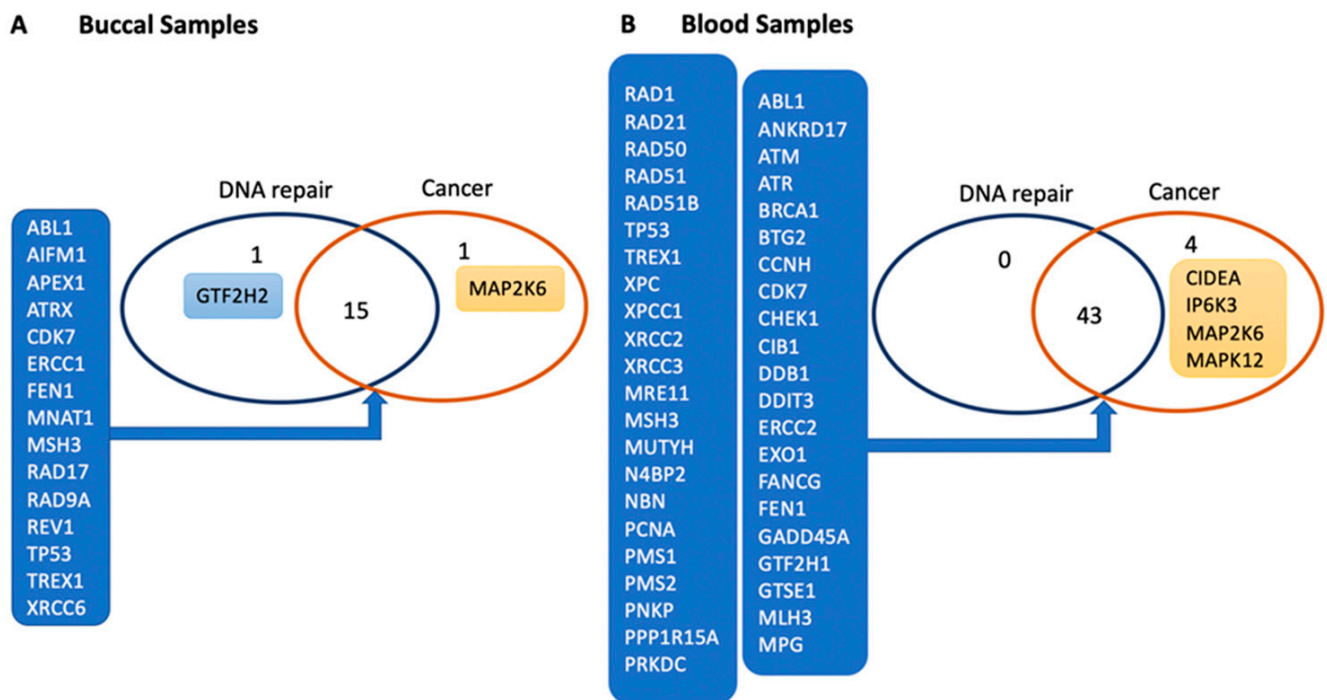 A Buccal Samples
ABL1
AIFM1
APEX1
ATRX
CDK7
ERCC1
FEN1
MNAT1
MSH3
RAD17
RAD9A
REV1
TP53
TREX1
XRCC6
DNA repair
Cancer
1
GTF2H2
15
1
MAP2K6
B Blood Samples
RAD1
RAD21
RAD50
RAD51
RAD51B
TP53
TREX1
XPC
XPCC1
XRCC2
XRCC3
MRE11
MSH3
MUTYH
N4BP2
NBN
PCNA
PMS1
PMS2
PNKP
PPP1R15A
PRKDC
ABL1
ANKRD17
ATM
ATR
BRCA1
BTG2
CCNH
CDK7
CHEK1
CIB1
DDB1
DDIT3
ERCC2
EXO1
FANCG
FEN1
GADD45A
GTF2H1
GTSE1
MLH3
MPG
DNA repair
Cancer
0
43
4
CIDEA
IP6K3
MAP2K6
MAPK12